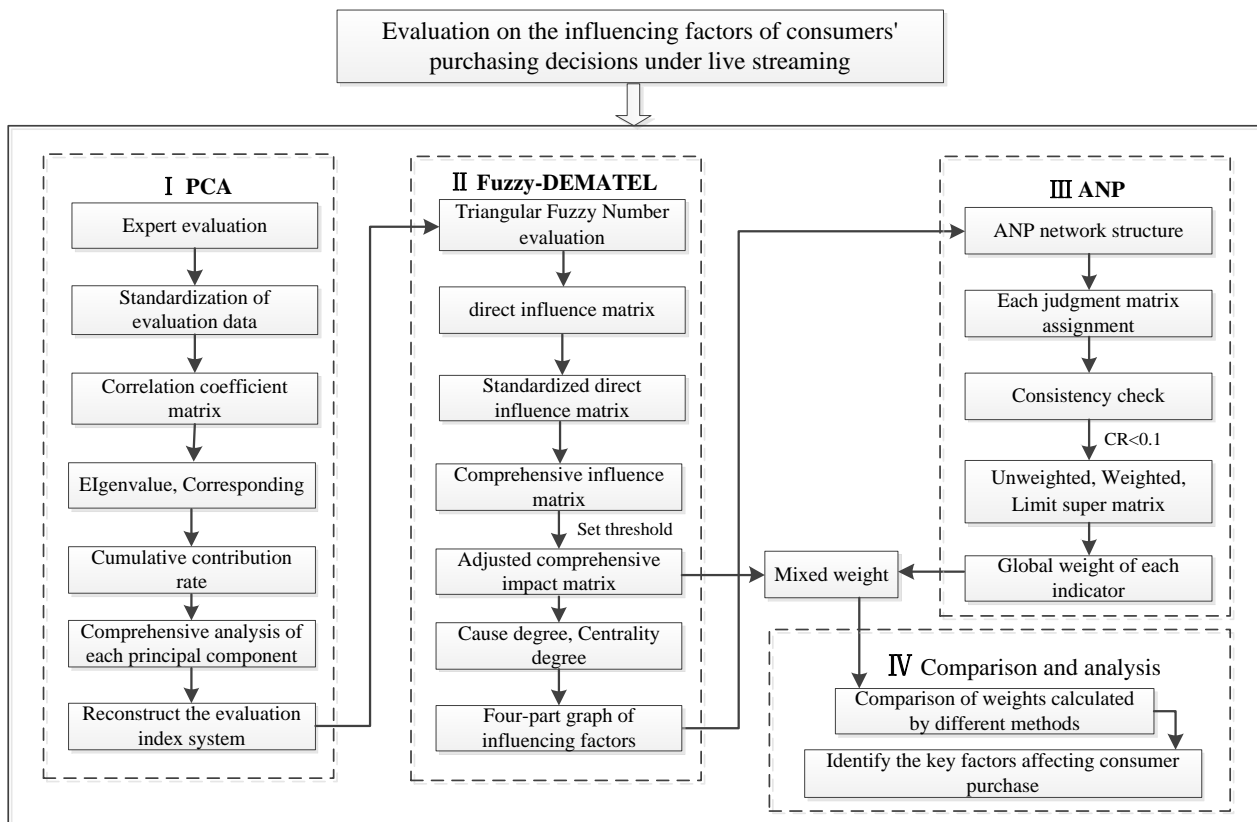 Evaluation on the influencing factors of consumers'
purchasing decisions under live streaming
Ⅰ PCA
Expert evaluation
Standardization of
evaluation data
Correlation coefficient
matrix
EIgenvalue, Corresponding
Cumulative contribution
rate
Comprehensive analysis of
each principal component
Reconstruct the evaluation
index system
Ⅱ Fuzzy-DEMATEL
Triangular Fuzzy Number
evaluation
direct influence matrix
Standardized direct
influence matrix
Comprehensive influence
matrix
Set threshold
Adjusted comprehensive
impact matrix
Cause degree, Centrality
degree
Four-part graph of
influencing factors
Mixed weight
Ⅲ ANP
ANP network structure
Each judgment matrix
assignment
Consistency check
CR<0.1
Unweighted, Weighted,
Limit super matrix
Global weight of each
indicator
Ⅳ Comparison and analysis
Comparison of weights calculated
by different methods
Identify the key factors affecting consumer
purchase